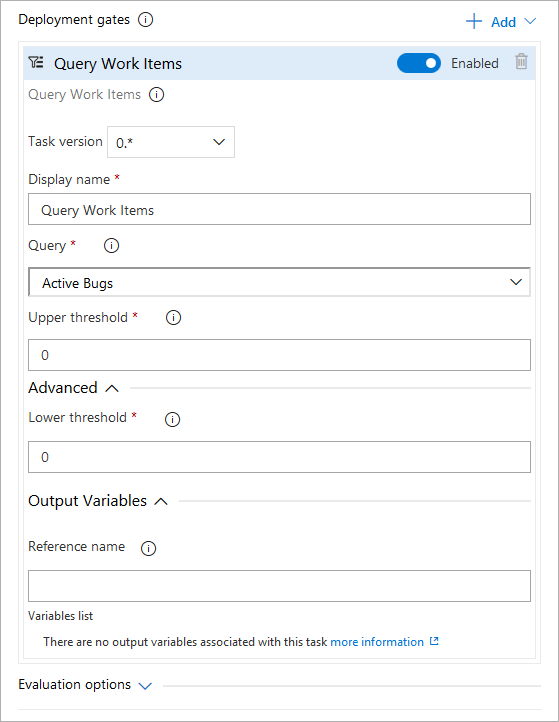 Deployment gates
Add
Query Work Items
Enabled
Query Work Items
Task version 0.*
Display name *
Query Work Items
Query *
Active Bugs
Upper threshold *
0
Advanced
Lower threshold *
0
Output Variables
Reference name
Variables list
There are no output variables associated with this task more information
Evaluation options